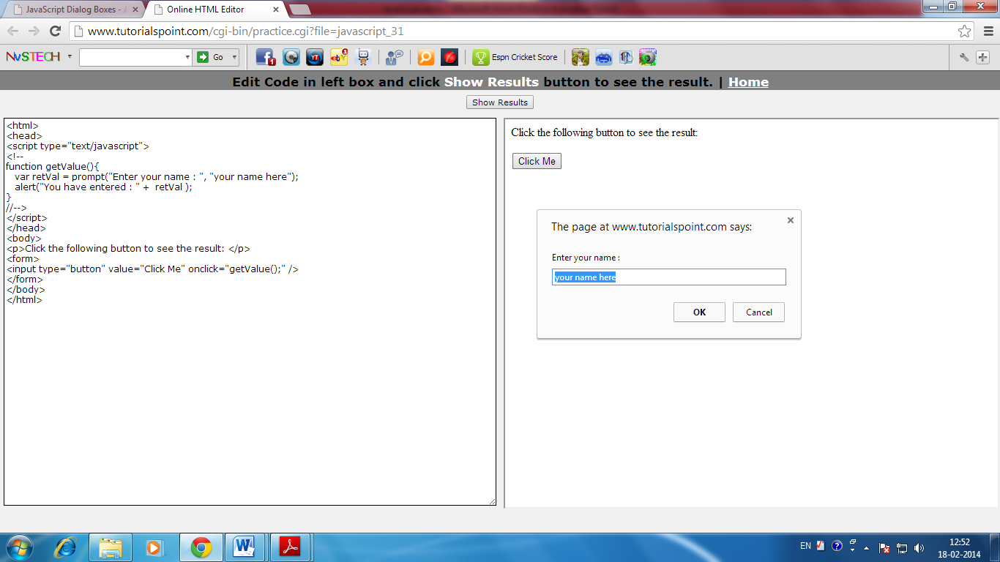 JavaScript Dialog Boxes -
Online HTML Editor
www.tutorialspoint.com/cgi-bin/practice.cgi?file=javascript_31
NvSTECH
Go
1
YT
eby
1
Espn Cricket Score
Edit Code in left box and click Show Results button to see the result. | Home
Show Results
<html>
<head>
<script type="text/javascript">
<!--
function getValue(){
   var retVal = prompt("Enter your name : ", "your name here");
   alert("You have entered : " +  retVal );
}
//-->
</script>
</head>
<body>
<p>Click the following button to see the result: </p>
<form>
<input type="button" value="Click Me" onclick="getValue();" />
</form>
</body>
</html>
Click the following button to see the result:
Click Me
The page at www.tutorialspoint.com says:
Enter your name :
your name here
OK
Cancel
EN
12:52
18-02-2014